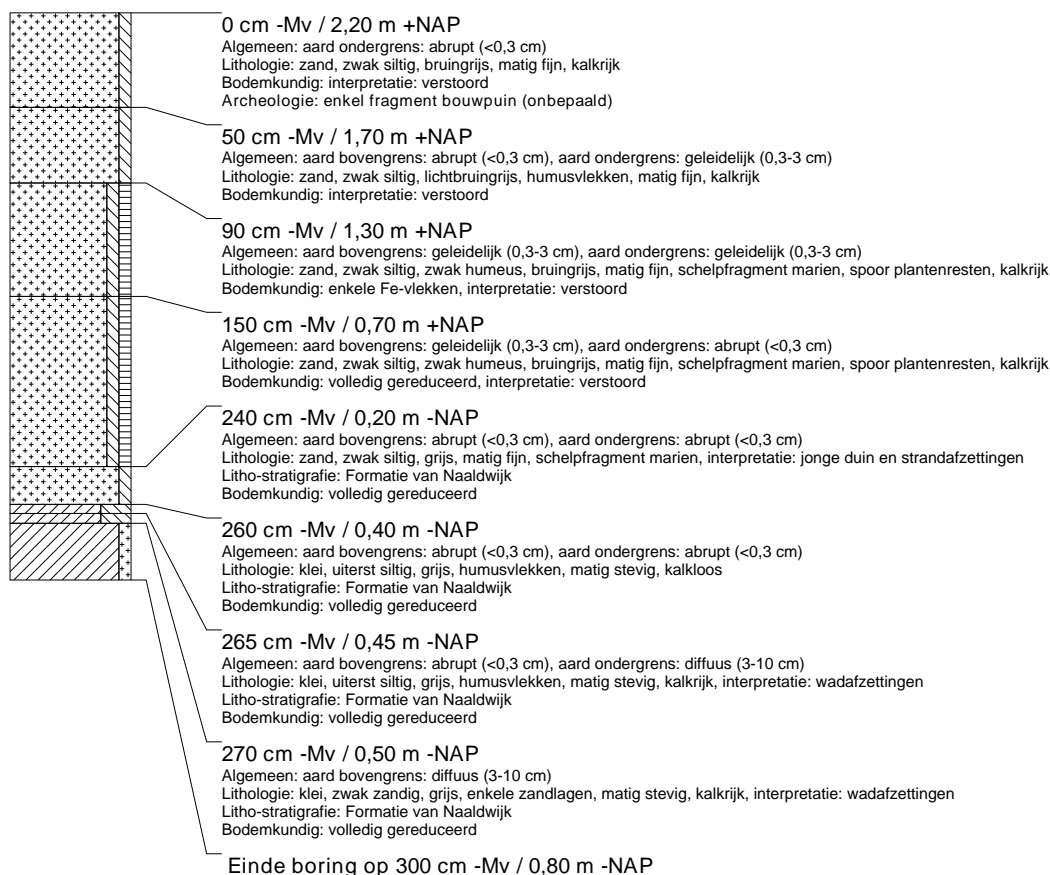 0 cm -Mv / 2,20 m +NAP
Algemeen: aard ondergrens: abrupt (<0,3 cm)
Lithologie: zand, zwak siltig, bruingrijs, matig fijn, kalkrijk
Bodemkundig: interpretatie: verstoord
Archeologie: enkel fragment bouwpuin (onbepaald)
50 cm -Mv / 1,70 m +NAP
Algemeen: aard bovengrens: abrupt (<0,3 cm), aard ondergrens: geleidelijk (0,3-3 cm)
Lithologie: zand, zwak siltig, lichtbruingrijs, humusvlekken, matig fijn, kalkrijk
Bodemkundig: interpretatie: verstoord
90 cm -Mv / 1,30 m +NAP
Algemeen: aard bovengrens: geleidelijk (0,3-3 cm), aard ondergrens: geleidelijk (0,3-3 cm)
Lithologie: zand, zwak siltig, zwak humeus, bruingrijs, matig fijn, schelpfragment marien, spoor plantenresten, kalkrijk
Bodemkundig: enkele Fe-vlekken, interpretatie: verstoord
150 cm -Mv / 0,70 m +NAP
Algemeen: aard bovengrens: geleidelijk (0,3-3 cm), aard ondergrens: abrupt (<0,3 cm)
Lithologie: zand, zwak siltig, zwak humeus, bruingrijs, matig fijn, schelpfragment marien, spoor plantenresten, kalkrijk
Bodemkundig: volledig gereduceerd, interpretatie: verstoord
240 cm -Mv / 0,20 m -NAP
Algemeen: aard bovengrens: abrupt (<0,3 cm), aard ondergrens: abrupt (<0,3 cm)
Lithologie: zand, zwak siltig, grijs, matig fijn, schelpfragment marien, interpretatie: jonge duin en strandafzettingen
Litho-stratigrafie: Formatie van Naaldwijk
Bodemkundig: volledig gereduceerd
260 cm -Mv / 0,40 m -NAP
Algemeen: aard bovengrens: abrupt (<0,3 cm), aard ondergrens: abrupt (<0,3 cm)
Lithologie: klei, uiterst siltig, grijs, humusvlekken, matig stevig, kalkloos
Litho-stratigrafie: Formatie van Naaldwijk
Bodemkundig: volledig gereduceerd
265 cm -Mv / 0,45 m -NAP
Algemeen: aard bovengrens: abrupt (<0,3 cm), aard ondergrens: diffuus (3-10 cm)
Lithologie: klei, uiterst siltig, grijs, humusvlekken, matig stevig, kalkrijk, interpretatie: wadafzettingen
Litho-stratigrafie: Formatie van Naaldwijk
Bodemkundig: volledig gereduceerd
270 cm -Mv / 0,50 m -NAP
Algemeen: aard bovengrens: diffuus (3-10 cm)
Lithologie: klei, zwak zandig, grijs, enkele zandlagen, matig stevig, kalkrijk, interpretatie: wadafzettingen
Litho-stratigrafie: Formatie van Naaldwijk
Bodemkundig: volledig gereduceerd
Einde boring op 300 cm -Mv / 0,80 m -NAP